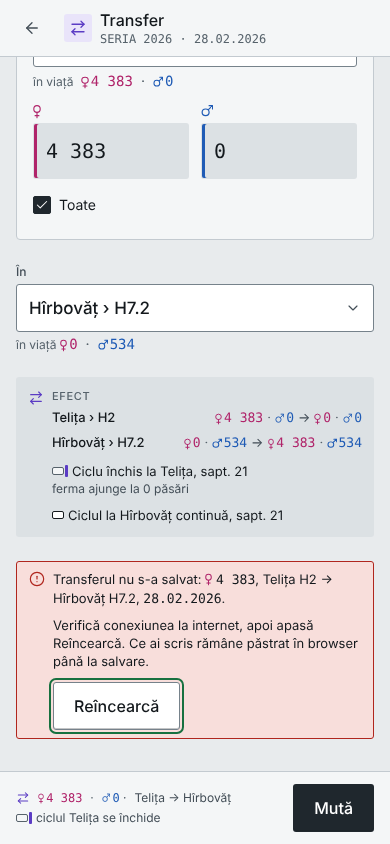 Transfer
SERIA 2026 · 28.02.2026
în viață ♀4 383 · ♂0
♀ ♂
4 383 0
Toate
În
Hîrbovăț › H7.2
în viață ♀0 · ♂534
EFECT
Telița › H2 ♀4 383 · ♂0 → ♀0 · ♂0
Hîrbovăț › H7.2 ♀0 · ♂534 → ♀4 383 · ♂534
Ciclu închis la Telița, sapt. 21
ferma ajunge la 0 păsări
Ciclul la Hîrbovăț continuă, sapt. 21
Transferul nu s-a salvat: ♀4 383, Telița H2 →
Hîrbovăț H7.2, 28.02.2026.
Verifică conexiunea la internet, apoi apasă
Reîncearcă. Ce ai scris rămâne păstrat în browser
până la salvare.
Reîncearcă
♀4 383 · ♂0 · Telița → Hîrbovăț
ciclul Telița se închide
Mută